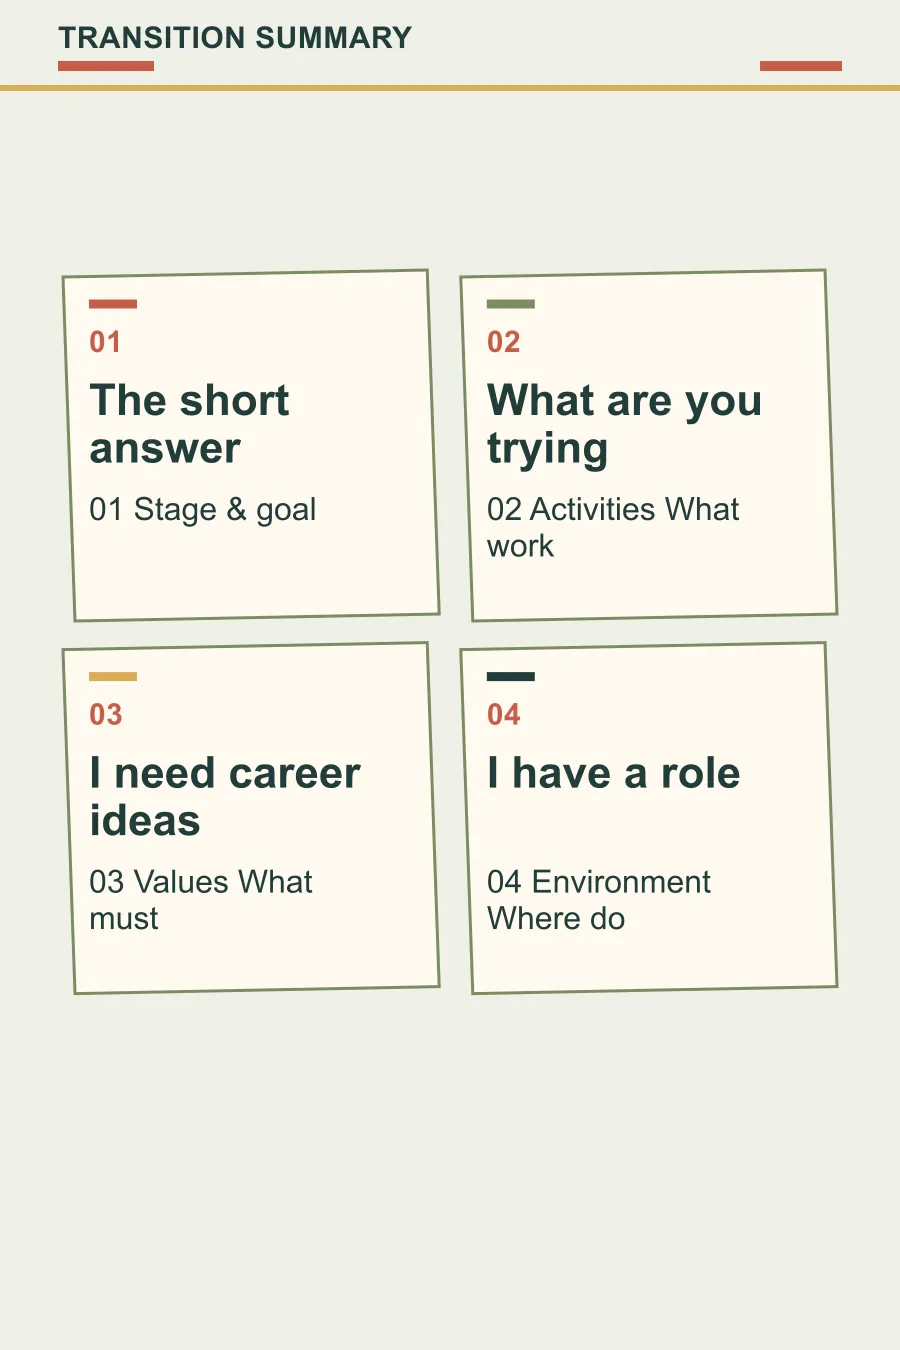 TRANSITION SUMMARY
01
The short
answer
01 Stage & goal
02
What are you
trying
02 Activities What
work
03
I need career
ideas
03 Values What
must
04
I have a role
04 Environment
Where do